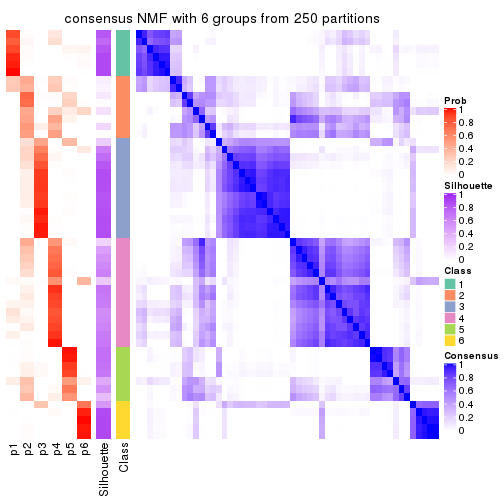 consensus NMF with 6 groups from 250 partitions
Prob
1
0.8
0.6
0.4
0.2
0
Silhouette
1
0.8
0.6
0.4
0.2
0
Class
1
2
3
4
5
6
Consensus
1
0.8
0.6
0.4
0.2
0
p1
p2
p3
p4
p5
p6
Silhouette
Class